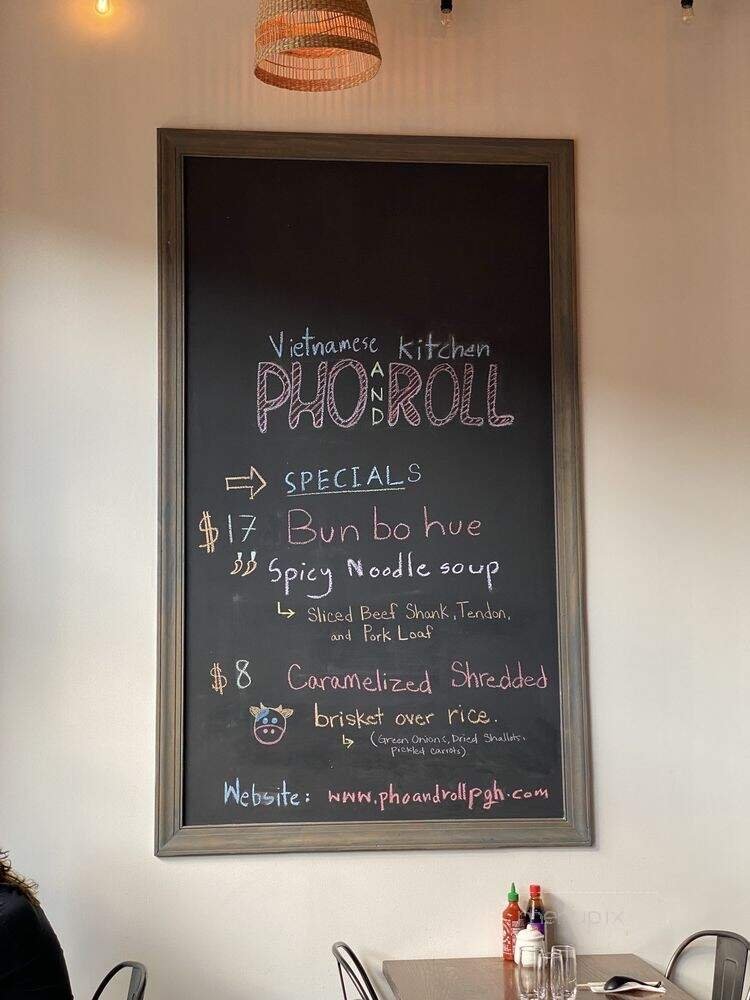 Vietnamese kitchen
PHO AND ROLL
SPECIALS
$17 Bun bo hue
Spicy Noodle soup
Sliced Beef Shank, Tendon,
and Pork Loaf
$8 Caramelized Shredded
brisket over rice.
(Green Onions, Dried Shallots,
pickled carrots)
Website: www.phoandrollpgh.com